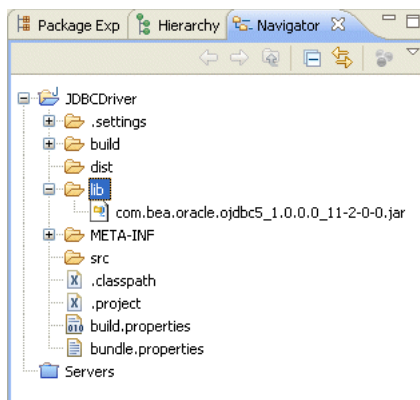 Package Exp Hierarchy Navigator
JDBCDriver
.settings
build
dist
lib
com.bea.oracle.ojdbc5_1.0.0.0_11-2-0-0.jar
META-INF
src
.classpath
.project
build.properties
bundle.properties
Servers